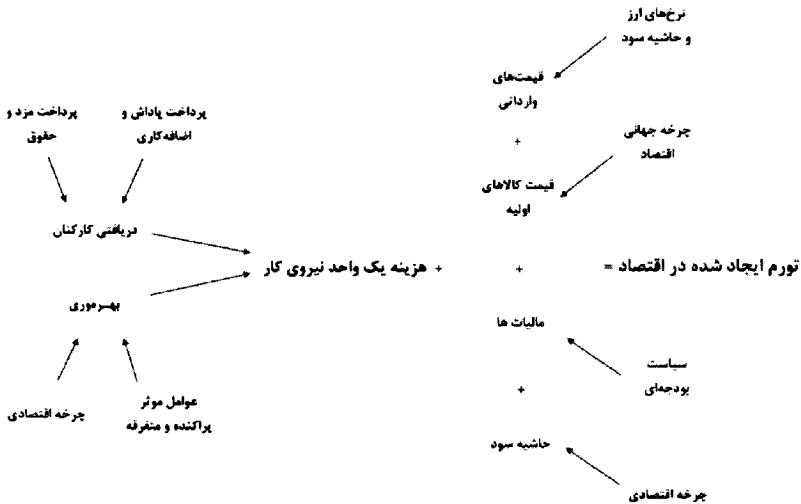 نرخ‌های ارز
و حاشیه سود
قیمت‌های
وارداتی
+
چرخه جهانی
اقتصاد
قیمت کالاهای
اولیه
پرداخت پاداش و
اضافه‌کاری
پرداخت مزد و
حقوق
دریافتی کارکنان
تورم ایجاد شده در اقتصاد =
+
+ هزینه یک واحد نیروی کار
بهره‌وری
مالیات ها
سیاست
بودجه‌ای
+
عوامل موثر
پراکنده و متفرقه
چرخه اقتصادی
حاشیه سود
چرخه اقتصادی